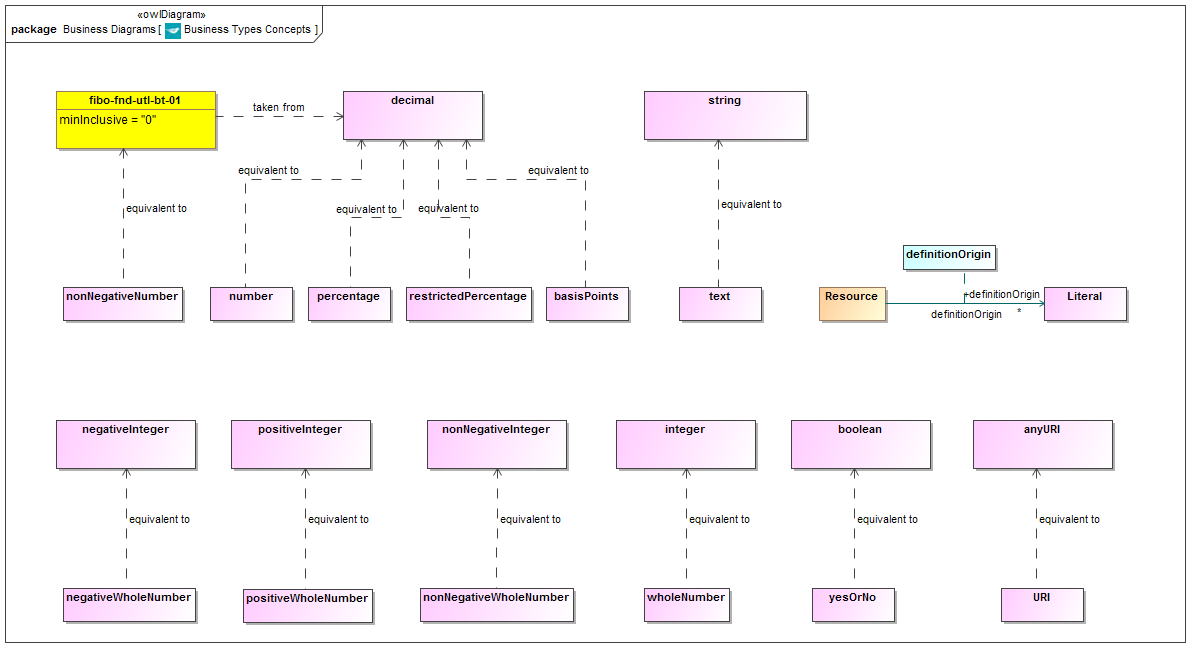 «owlDiagram»
package Business Diagrams [ Business Types Concepts ]
fibo-fnd-utl-bt-01
minInclusive = "0"
taken from
decimal
string
equivalent to
equivalent to
equivalent to
equivalent to
equivalent to
equivalent to
nonNegativeNumber
number
percentage
restrictedPercentage
basisPoints
text
definitionOrigin
Resource
+definitionOrigin
definitionOrigin
*
Literal
negativeInteger
positiveInteger
nonNegativeInteger
integer
boolean
anyURI
equivalent to
equivalent to
equivalent to
equivalent to
equivalent to
equivalent to
negativeWholeNumber
positiveWholeNumber
nonNegativeWholeNumber
wholeNumber
yesOrNo
URI